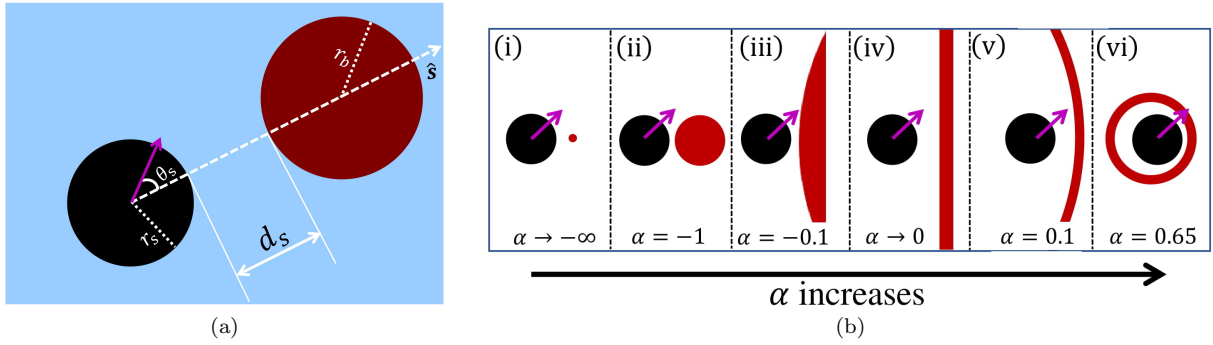 r_b
ŝ
θ_s
r_s
d_s
(a)
(i) (ii) (iii) (iv) (v) (vi)
α → −∞ α = −1 α = −0.1 α → 0 α = 0.1 α = 0.65
α increases
(b)